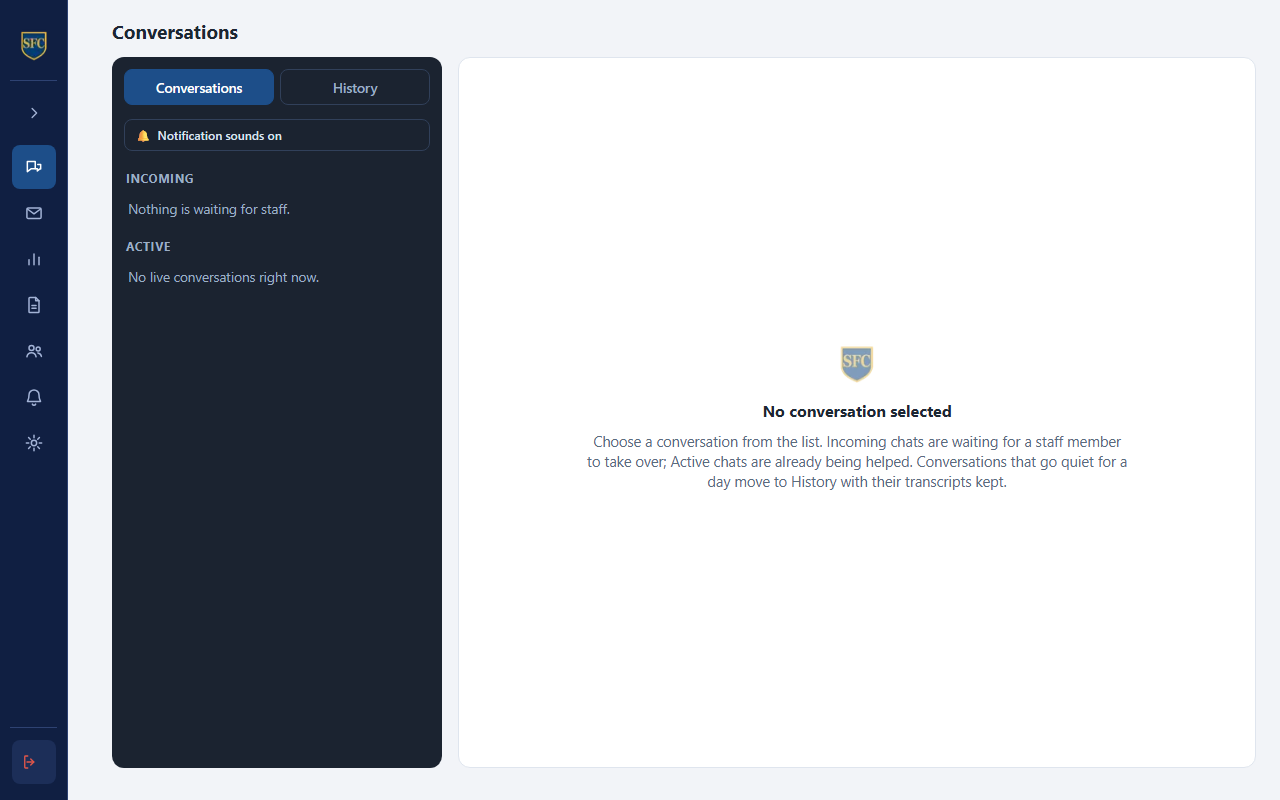 SFC
Conversations
Conversations
History
Notification sounds on
INCOMING
Nothing is waiting for staff.
ACTIVE
No live conversations right now.
SFC
No conversation selected
Choose a conversation from the list. Incoming chats are waiting for a staff member
to take over; Active chats are already being helped. Conversations that go quiet for a
day move to History with their transcripts kept.